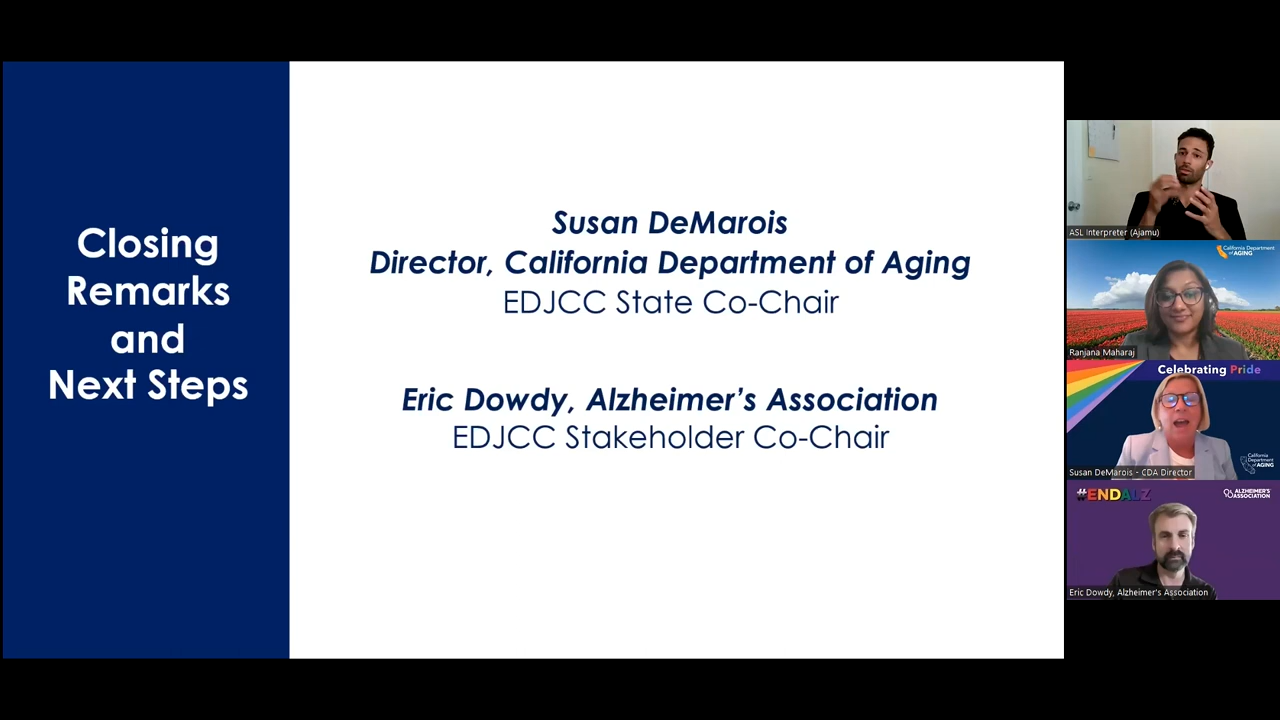 Closing
Remarks
and
Next Steps
Susan DeMarois
Director, California Department of Aging
EDJCC State Co-Chair
Eric Dowdy, Alzheimer's Association
EDJCC Stakeholder Co-Chair
ASL Interpreter (Ajamu)
California Department
of AGING
Ranjana Maharaj
Celebrating Pride
California
Department
of AGING
Susan DeMarois - CDA Director
#ENDALZ
ALZHEIMER'S
ASSOCIATION
Eric Dowdy, Alzheimer's Association